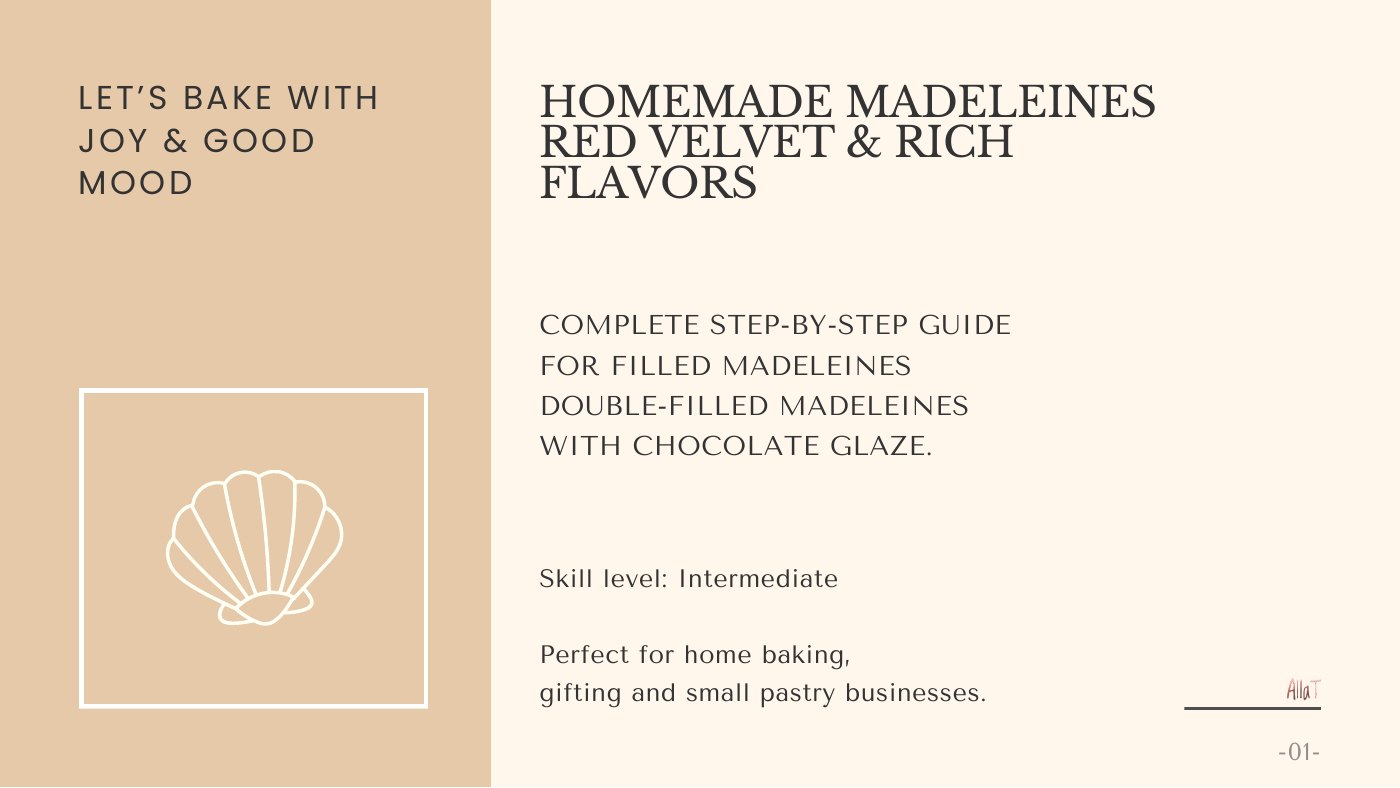 LET’S BAKE WITH
JOY & GOOD
MOOD
HOMEMADE MADELEINES
RED VELVET & RICH
FLAVORS
COMPLETE STEP-BY-STEP GUIDE
FOR FILLED MADELEINES
DOUBLE-FILLED MADELEINES
WITH CHOCOLATE GLAZE.
Skill level: Intermediate
Perfect for home baking,
gifting and small pastry businesses.
AllaT
-01-